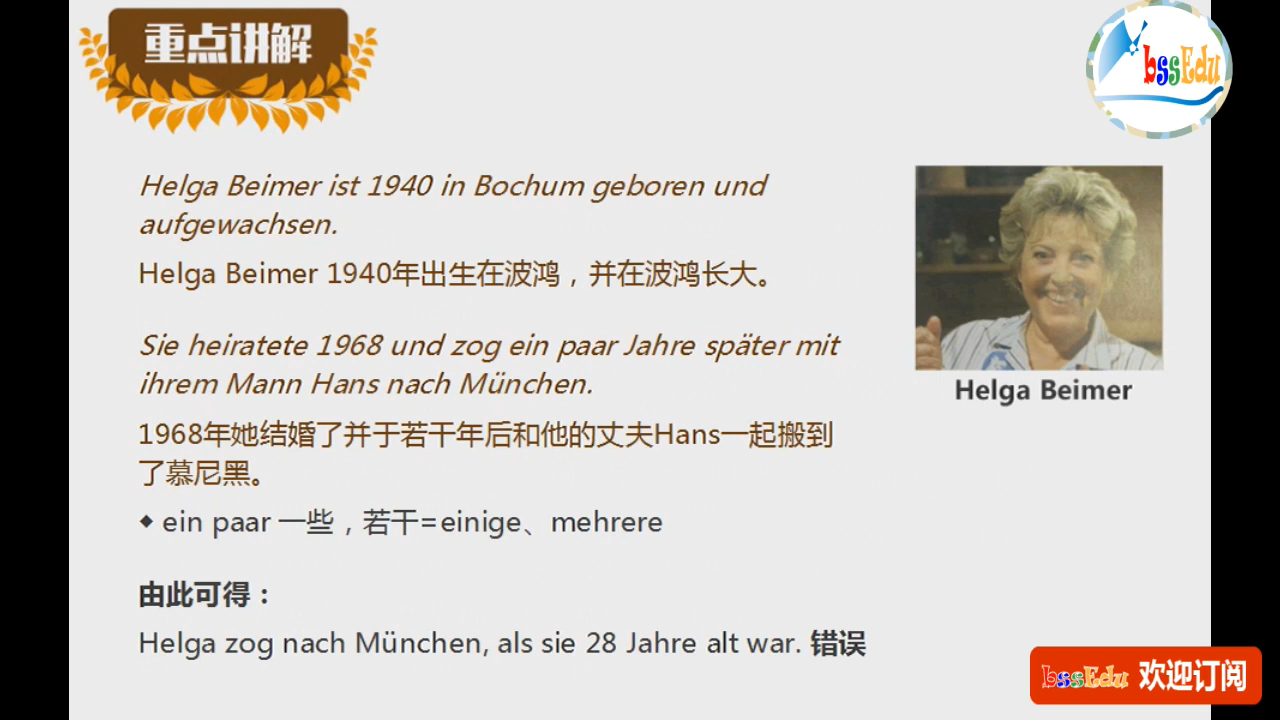 重点讲解
bssEdu
Helga Beimer ist 1940 in Bochum geboren und
aufgewachsen.
Helga Beimer 1940年出生在波鸿，并在波鸿长大。
Sie heiratete 1968 und zog ein paar Jahre später mit
ihrem Mann Hans nach München.
Helga Beimer
1968年她结婚了并于若干年后和他的丈夫Hans一起搬到
了慕尼黑。
◆ ein paar 一些，若干=einige、mehrere
由此可得：
Helga zog nach München, als sie 28 Jahre alt war. 错误
bssEdu 欢迎订阅